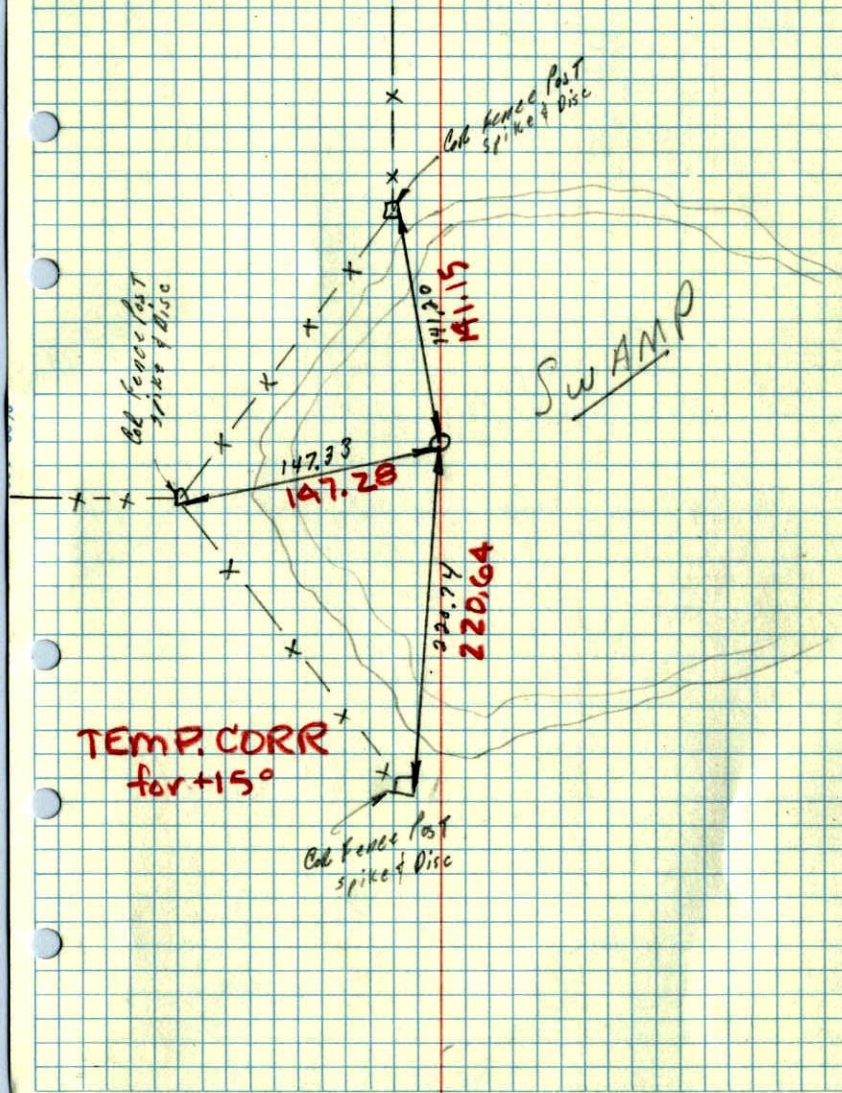 Cor Fence Post
Spike & Disc
141.20
141.15
SWAMP
Cor Fence Post
Spike & Disc
147.33
147.28
220.74
220.64
TEMP. CORR
for +15°
Cor Fence Post
Spike & Disc